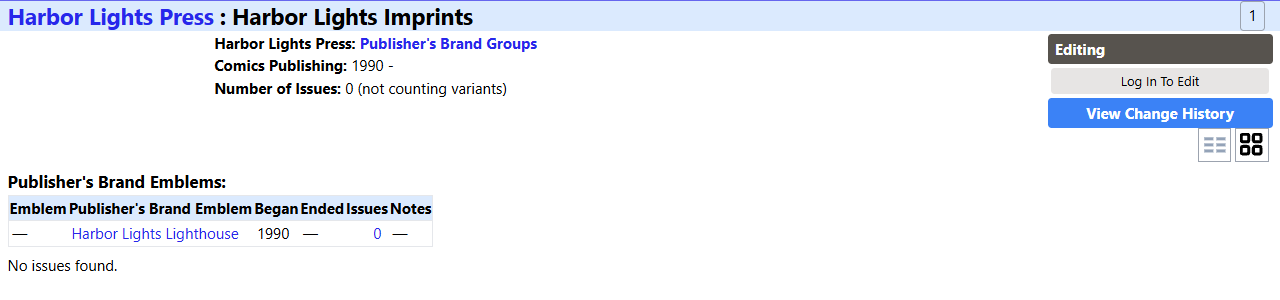 Harbor Lights Press : Harbor Lights Imprints
1
Harbor Lights Press: Publisher's Brand Groups
Comics Publishing: 1990 -
Number of Issues: 0 (not counting variants)
Editing
Log In To Edit
View Change History
Publisher's Brand Emblems:
Emblem Publisher's Brand Emblem Began Ended Issues Notes
— Harbor Lights Lighthouse 1990 — 0 —
No issues found.